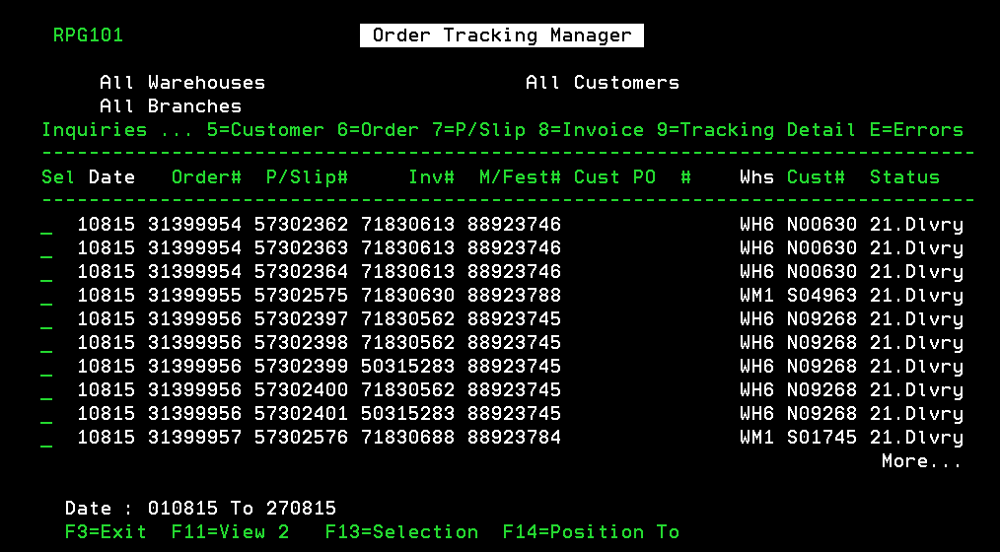 RPG101 Order Tracking Manager
All Warehouses All Customers
All Branches
Inquiries ... 5=Customer 6=Order 7=P/Slip 8=Invoice 9=Tracking Detail E=Errors
-------------------------------------------------------------------------------
Sel Date Order# P/Slip# Inv# M/Fest# Cust PO # Whs Cust# Status
-------------------------------------------------------------------------------
_ 10815 31399954 57302362 71830613 88923746 WH6 N00630 21.Dlvry
_ 10815 31399954 57302363 71830613 88923746 WH6 N00630 21.Dlvry
_ 10815 31399954 57302364 71830613 88923746 WH6 N00630 21.Dlvry
_ 10815 31399955 57302575 71830630 88923788 WM1 S04963 21.Dlvry
_ 10815 31399956 57302397 71830562 88923745 WH6 N09268 21.Dlvry
_ 10815 31399956 57302398 71830562 88923745 WH6 N09268 21.Dlvry
_ 10815 31399956 57302399 50315283 88923745 WH6 N09268 21.Dlvry
_ 10815 31399956 57302400 71830562 88923745 WH6 N09268 21.Dlvry
_ 10815 31399956 57302401 50315283 88923745 WH6 N09268 21.Dlvry
_ 10815 31399957 57302576 71830688 88923784 WM1 S01745 21.Dlvry
More...
Date : 010815 To 270815
F3=Exit F11=View 2 F13=Selection F14=Position To